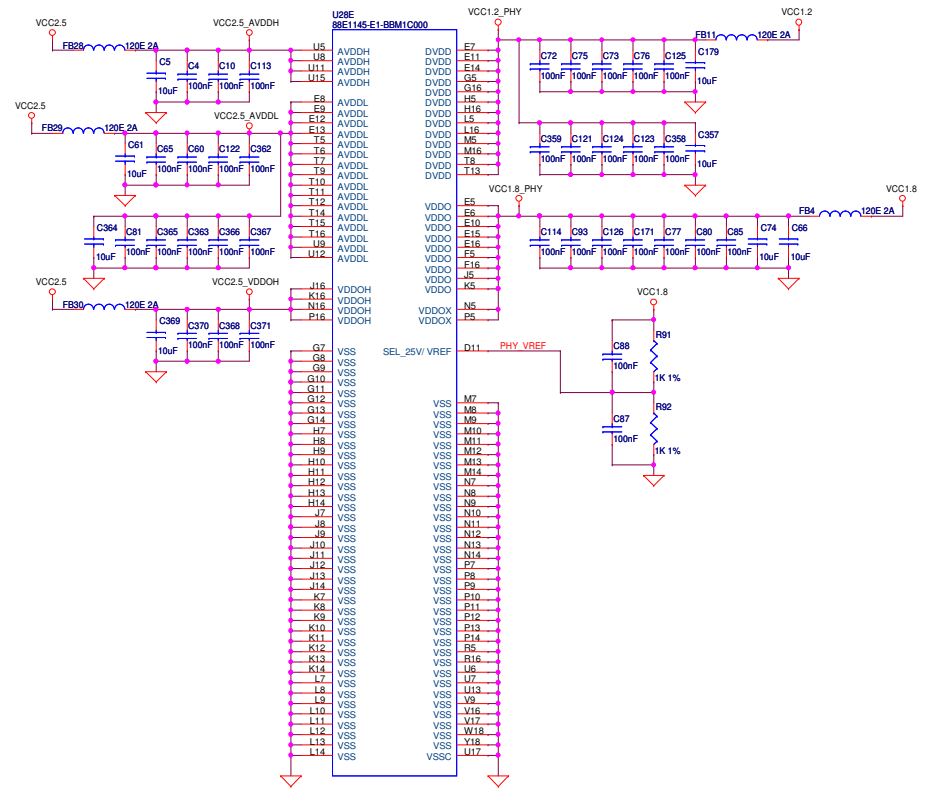 U28E
88E1145-E1-BBM1C000
VCC2.5
VCC2.5_AVDDH
FB28
120E 2A
C5
C4
C10
C113
10uF
100nF
100nF
100nF
VCC2.5
VCC2.5_AVDDL
FB29
120E 2A
C61
C65
C60
C122
C362
10uF
100nF
100nF
100nF
100nF
C364
C81
C365
C363
C366
C367
10uF
100nF
100nF
100nF
100nF
100nF
VCC2.5
VCC2.5_VDDOH
FB30
120E 2A
C369
C370
C368
C371
10uF
100nF
100nF
100nF
U5 AVDDH
U8 AVDDH
U11 AVDDH
U15 AVDDH
E8 AVDDL
E9 AVDDL
E12 AVDDL
E13 AVDDL
T5 AVDDL
T6 AVDDL
T7 AVDDL
T9 AVDDL
T10 AVDDL
T11 AVDDL
T12 AVDDL
T14 AVDDL
T15 AVDDL
T16 AVDDL
U9 AVDDL
U12 AVDDL
J16 VDDOH
K16 VDDOH
N16 VDDOH
P16 VDDOH
G7 VSS
G8 VSS
G9 VSS
G10 VSS
G11 VSS
G12 VSS
G13 VSS
G14 VSS
H7 VSS
H8 VSS
H9 VSS
H10 VSS
H11 VSS
H12 VSS
H13 VSS
H14 VSS
J7 VSS
J8 VSS
J9 VSS
J10 VSS
J11 VSS
J12 VSS
J13 VSS
J14 VSS
K7 VSS
K8 VSS
K9 VSS
K10 VSS
K11 VSS
K12 VSS
K13 VSS
K14 VSS
L7 VSS
L8 VSS
L9 VSS
L10 VSS
L11 VSS
L12 VSS
L13 VSS
L14 VSS
DVDD E7
DVDD E11
DVDD E14
DVDD G5
DVDD G16
DVDD H5
DVDD H16
DVDD L5
DVDD L16
DVDD M5
DVDD M16
DVDD T8
DVDD T13
VDDO E5
VDDO E6
VDDO E10
VDDO E15
VDDO E16
VDDO F5
VDDO F16
VDDO J5
VDDO K5
VDDOX N5
VDDOX P5
SEL_25V/ VREF D11
PHY_VREF
VSS M7
VSS M8
VSS M9
VSS M10
VSS M11
VSS M12
VSS M13
VSS M14
VSS N7
VSS N8
VSS N9
VSS N10
VSS N11
VSS N12
VSS N13
VSS N14
VSS P7
VSS P8
VSS P9
VSS P10
VSS P11
VSS P12
VSS P13
VSS P14
VSS R5
VSS R16
VSS U6
VSS U7
VSS U13
VSS V9
VSS V16
VSS V17
VSS W18
VSS Y18
VSSC U17
VCC1.2_PHY
VCC1.2
FB11
120E 2A
C72
C75
C73
C76
C125
C179
100nF
100nF
100nF
100nF
100nF
10uF
C359
C121
C124
C123
C358
C357
100nF
100nF
100nF
100nF
100nF
10uF
VCC1.8_PHY
VCC1.8
FB4
120E 2A
C114
C93
C126
C171
C77
C80
C85
C74
C66
100nF
100nF
100nF
100nF
100nF
100nF
100nF
10uF
10uF
VCC1.8
C88
100nF
R91
1K 1%
C87
100nF
R92
1K 1%